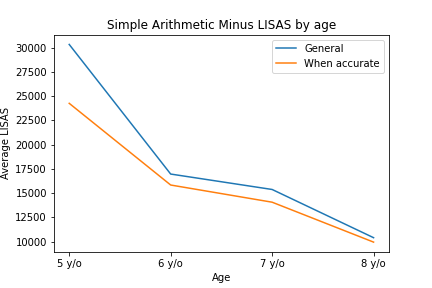 Simple Arithmetic Minus LISAS by age
General
When accurate
Average LISAS
30000
27500
25000
22500
20000
17500
15000
12500
10000
5 y/o 6 y/o 7 y/o 8 y/o
Age